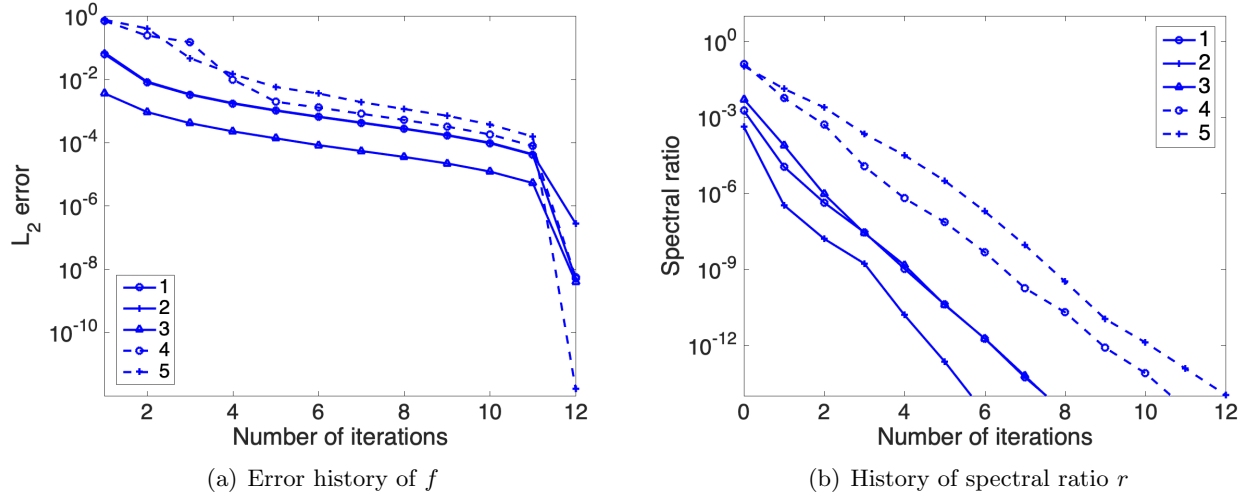 10^0
10^-2
10^-4
10^-6
10^-8
10^-10
L_2 error
1
2
3
4
5
2 4 6 8 10 12
Number of iterations
(a) Error history of f
10^0
10^-3
10^-6
10^-9
10^-12
Spectral ratio
1
2
3
4
5
0 2 4 6 8 10 12
Number of iterations
(b) History of spectral ratio r